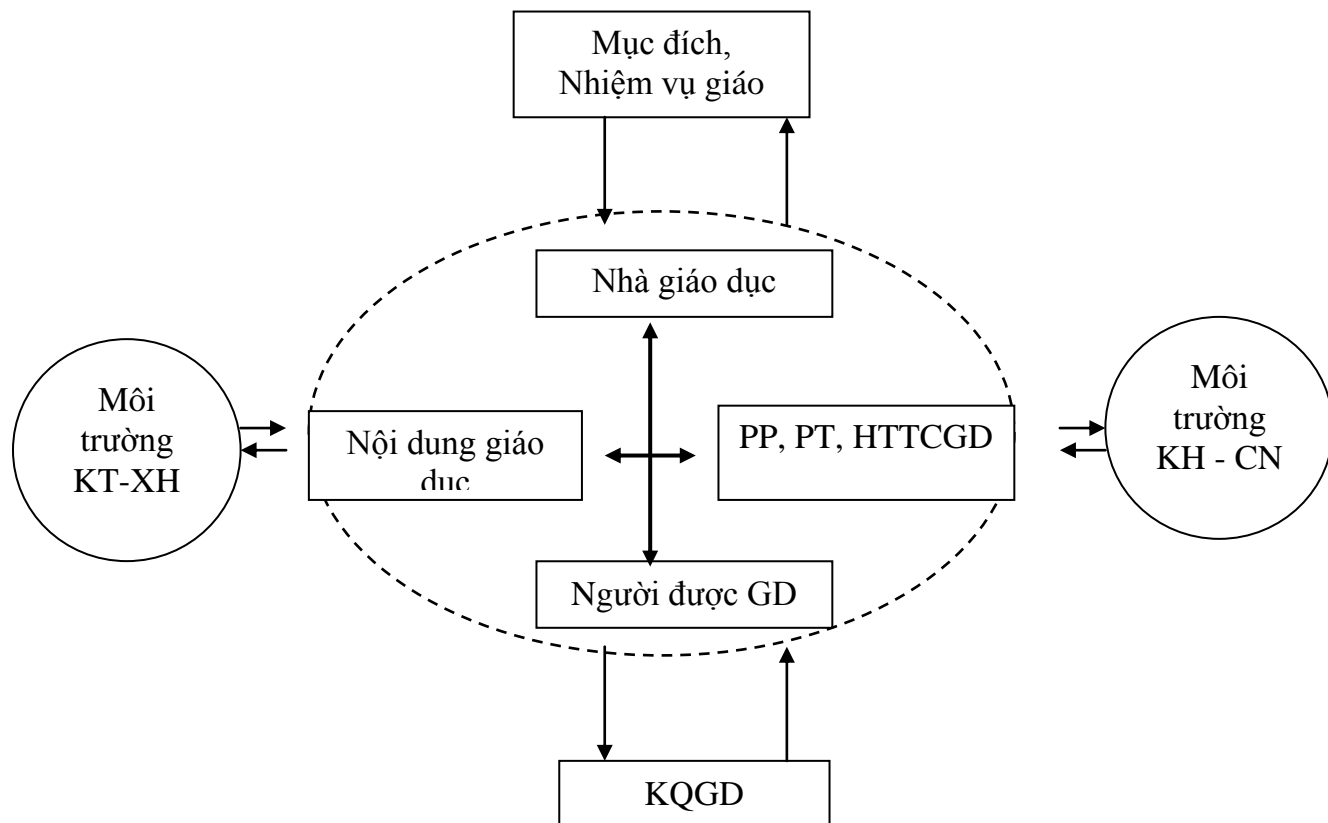 Mục đích,
Nhiệm vụ giáo
Nhà giáo dục
Môi
trường
KT-XH
Nội dung giáo
dục
PP, PT, HTTCGD
Môi
trường
KH - CN
Người được GD
KQGD